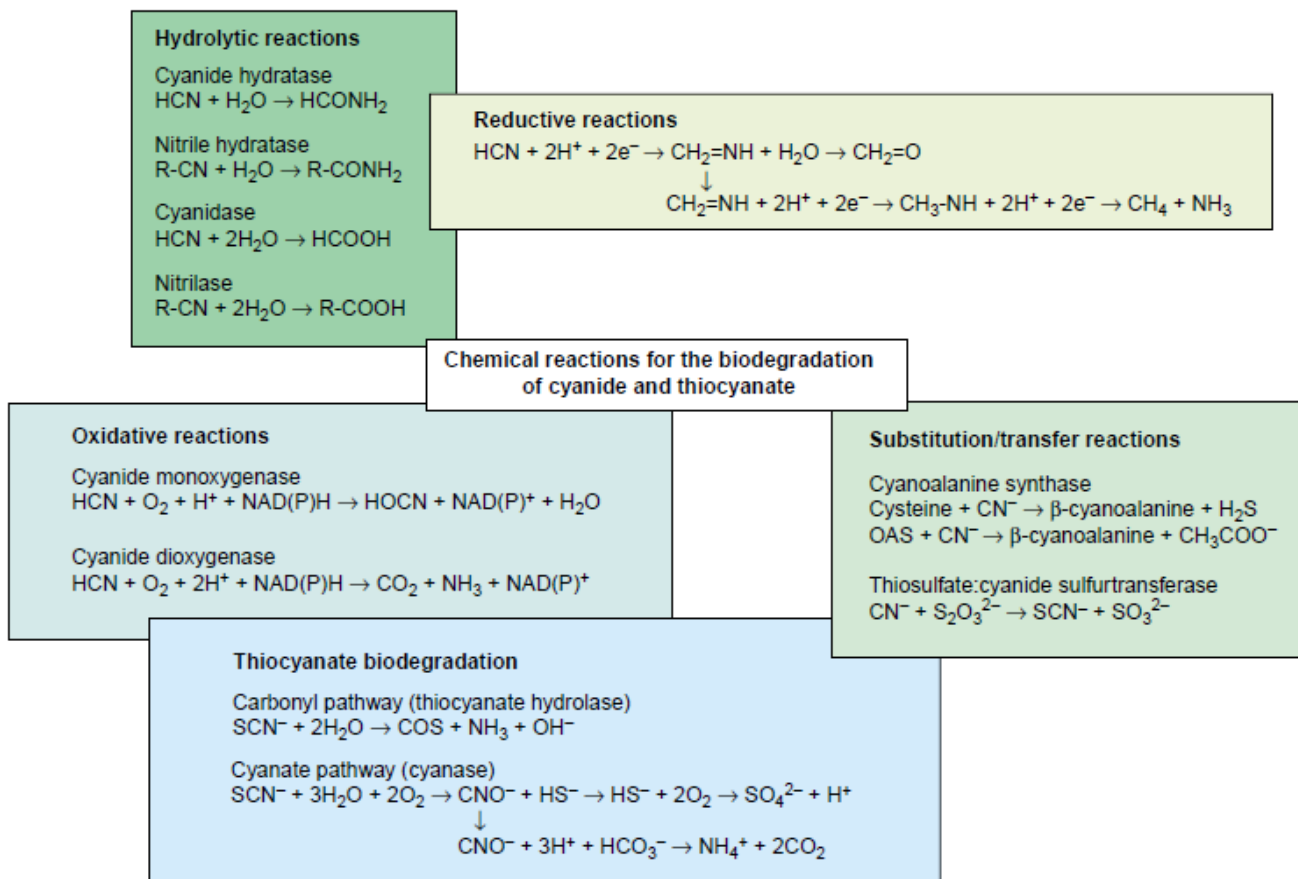 Hydrolytic reactions
Cyanide hydratase
HCN + H₂O → HCONH₂
Nitrile hydratase
R-CN + H₂O → R-CONH₂
Cyanidase
HCN + 2H₂O → HCOOH
Nitrilase
R-CN + 2H₂O → R-COOH
Reductive reactions
HCN + 2H⁺ + 2e⁻ → CH₂=NH + H₂O → CH₂=O
↓
CH₂=NH + 2H⁺ + 2e⁻ → CH₃-NH + 2H⁺ + 2e⁻ → CH₄ + NH₃
Chemical reactions for the biodegradation
of cyanide and thiocyanate
Oxidative reactions
Cyanide monoxygenase
HCN + O₂ + H⁺ + NAD(P)H → HOCN + NAD(P)⁺ + H₂O
Cyanide dioxygenase
HCN + O₂ + 2H⁺ + NAD(P)H → CO₂ + NH₃ + NAD(P)⁺
Substitution/transfer reactions
Cyanoalanine synthase
Cysteine + CN⁻ → β-cyanoalanine + H₂S
OAS + CN⁻ → β-cyanoalanine + CH₃COO⁻
Thiosulfate:cyanide sulfurtransferase
CN⁻ + S₂O₃²⁻ → SCN⁻ + SO₃²⁻
Thiocyanate biodegradation
Carbonyl pathway (thiocyanate hydrolase)
SCN⁻ + 2H₂O → COS + NH₃ + OH⁻
Cyanate pathway (cyanase)
SCN⁻ + 3H₂O + 2O₂ → CNO⁻ + HS⁻ → HS⁻ + 2O₂ → SO₄²⁻ + H⁺
↓
CNO⁻ + 3H⁺ + HCO₃⁻ → NH₄⁺ + 2CO₂